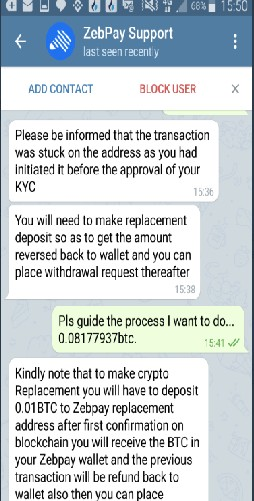 68% 15:50
ZebPay Support
last seen recently
ADD CONTACT BLOCK USER
Please be informed that the transaction
was stuck on the address as you had
initiated it before the approval of your
KYC
15:36
You will need to make replacement
deposit so as to get the amount
reversed back to wallet and you can
place withdrawal request thereafter
15:38
Pls guide the process I want to do...
0.08177937btc.
15:41
Kindly note that to make crypto
Replacement you will have to deposit
0.01BTC to Zebpay replacement
address after first confirmation on
blockchain you will receive the BTC in
your Zebpay wallet and the previous
transaction will be refund back to
wallet also then you can place